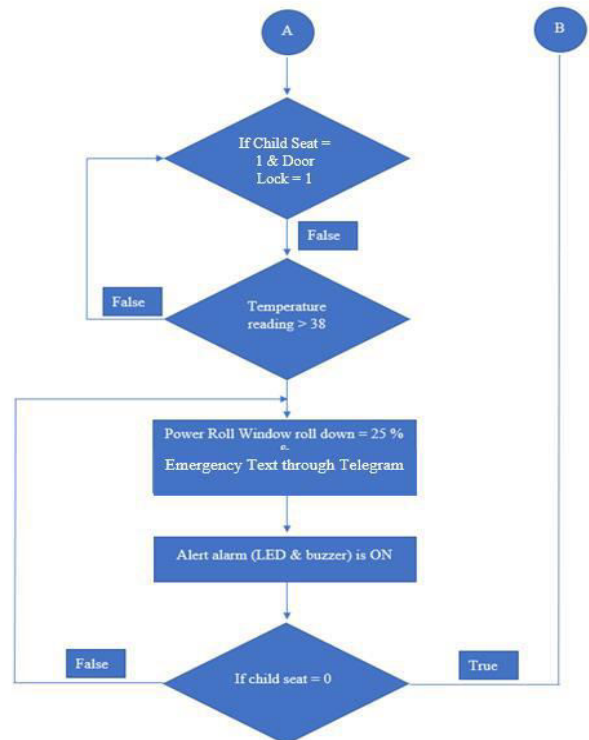 A
B
If Child Seat =
1 & Door
Lock = 1
False
False
Temperature
reading > 38
Power Roll Window roll down = 25 %
Emergency Text through Telegram
Alert alarm (LED & buzzer) is ON
False
True
If child seat = 0